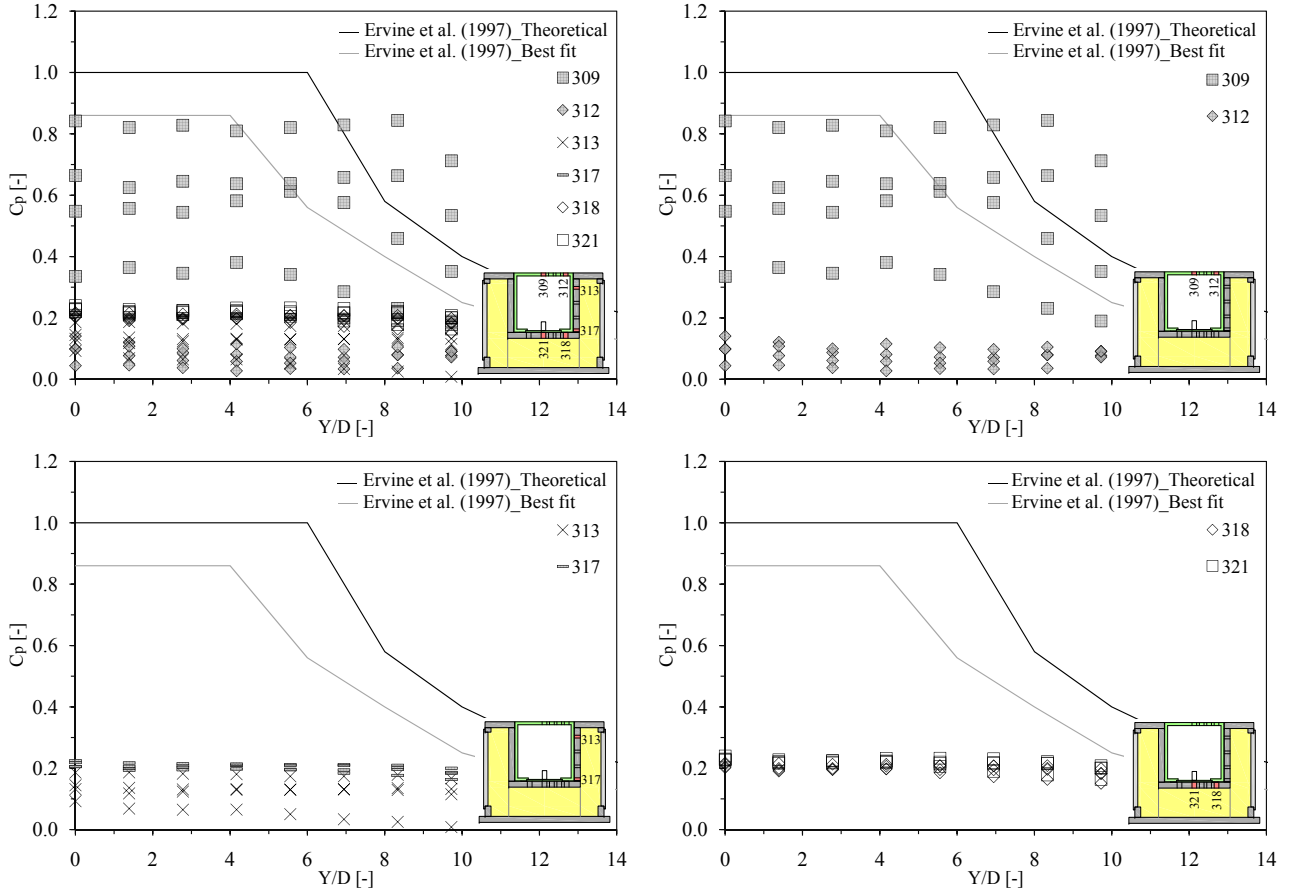 1.2
Ervine et al. (1997)_Theoretical
Ervine et al. (1997)_Best fit
1.0
309
312
0.8
313
317
0.6
318
321
Cp [-]
0.4
309
312
313
0.2
317
321
318
0.0
0 2 4 6 8 10 12 14
Y/D [-]
1.2
Ervine et al. (1997)_Theoretical
Ervine et al. (1997)_Best fit
1.0
309
312
0.8
0.6
Cp [-]
0.4
309
312
0.2
0.0
0 2 4 6 8 10 12 14
Y/D [-]
1.2
Ervine et al. (1997)_Theoretical
Ervine et al. (1997)_Best fit
1.0
313
317
0.8
0.6
Cp [-]
0.4
313
0.2
317
0.0
0 2 4 6 8 10 12 14
Y/D [-]
1.2
Ervine et al. (1997)_Theoretical
Ervine et al. (1997)_Best fit
1.0
318
321
0.8
0.6
Cp [-]
0.4
0.2
321
318
0.0
0 2 4 6 8 10 12 14
Y/D [-]